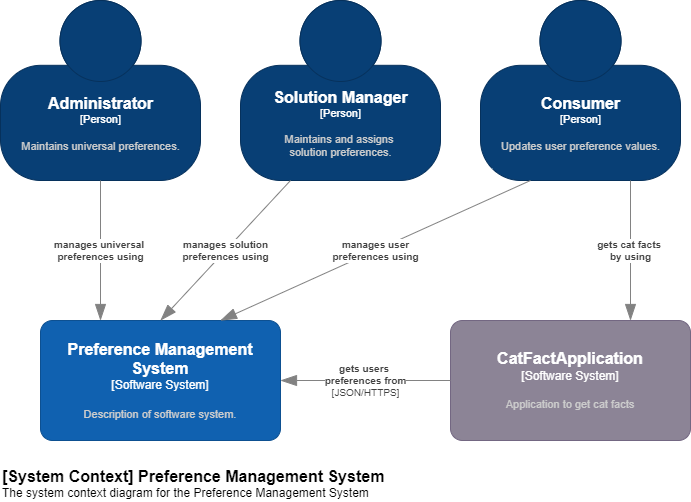 Administrator
[Person]
Maintains universal preferences.
Solution Manager
[Person]
Maintains and assigns
solution preferences.
Consumer
[Person]
Updates user preference values.
manages universal
preferences using
manages solution
preferences using
manages user
preferences using
gets cat facts
by using
Preference Management
System
[Software System]
Description of software system.
gets users
preferences from
[JSON/HTTPS]
CatFactApplication
[Software System]
Application to get cat facts
[System Context] Preference Management System
The system context diagram for the Preference Management System